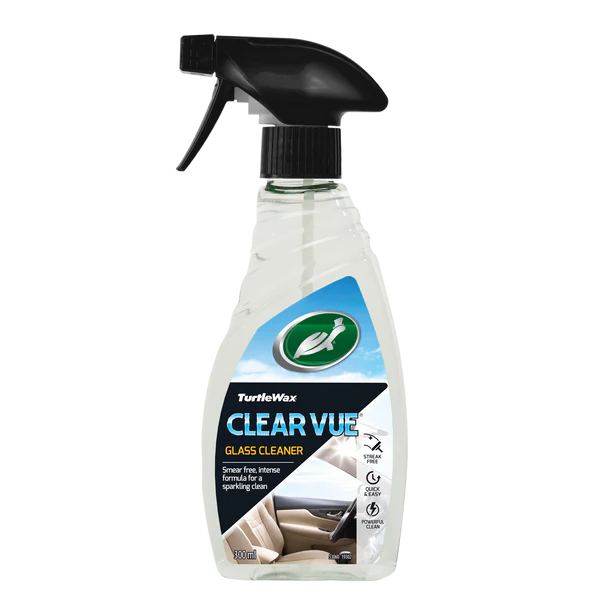 TurtleWax
CLEAR VUE®
GLASS CLEANER
Smear free, intense
formula for a
sparkling clean
STREAK
FREE
QUICK
& EASY
POWERFUL
CLEAN
300 ml